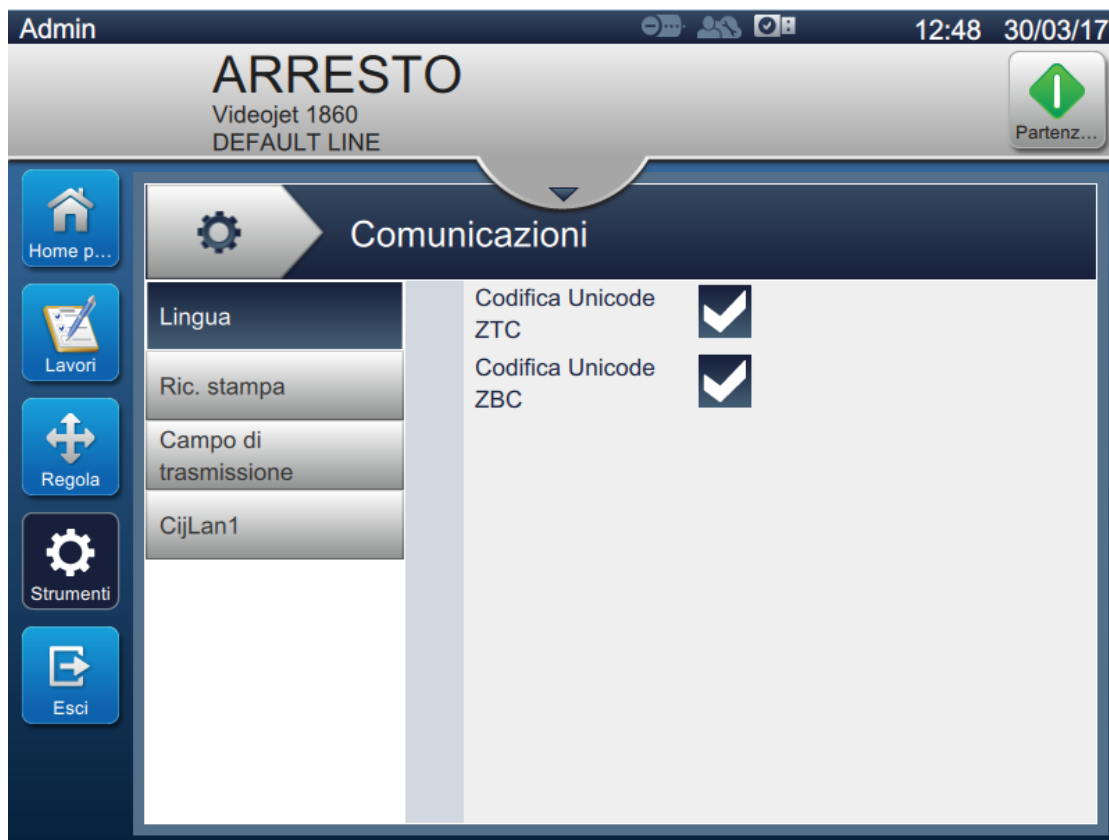 Admin
12:48 30/03/17
ARRESTO
Videojet 1860
DEFAULT LINE
Partenz...
Home p...
Lavori
Regola
Strumenti
Esci
Comunicazioni
Lingua
Ric. stampa
Campo di
trasmissione
CijLan1
Codifica Unicode
ZTC
Codifica Unicode
ZBC